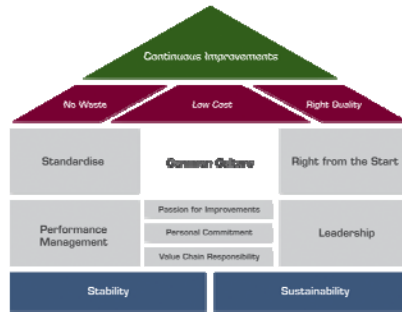 Continuous Improvements
No Waste
Low Cost
Right Quality
Standardise
Culture
Right from the Start
Performance
Management
Passion for Improvements
Personal Commitment
Value Chain Responsibility
Leadership
Stability
Sustainability